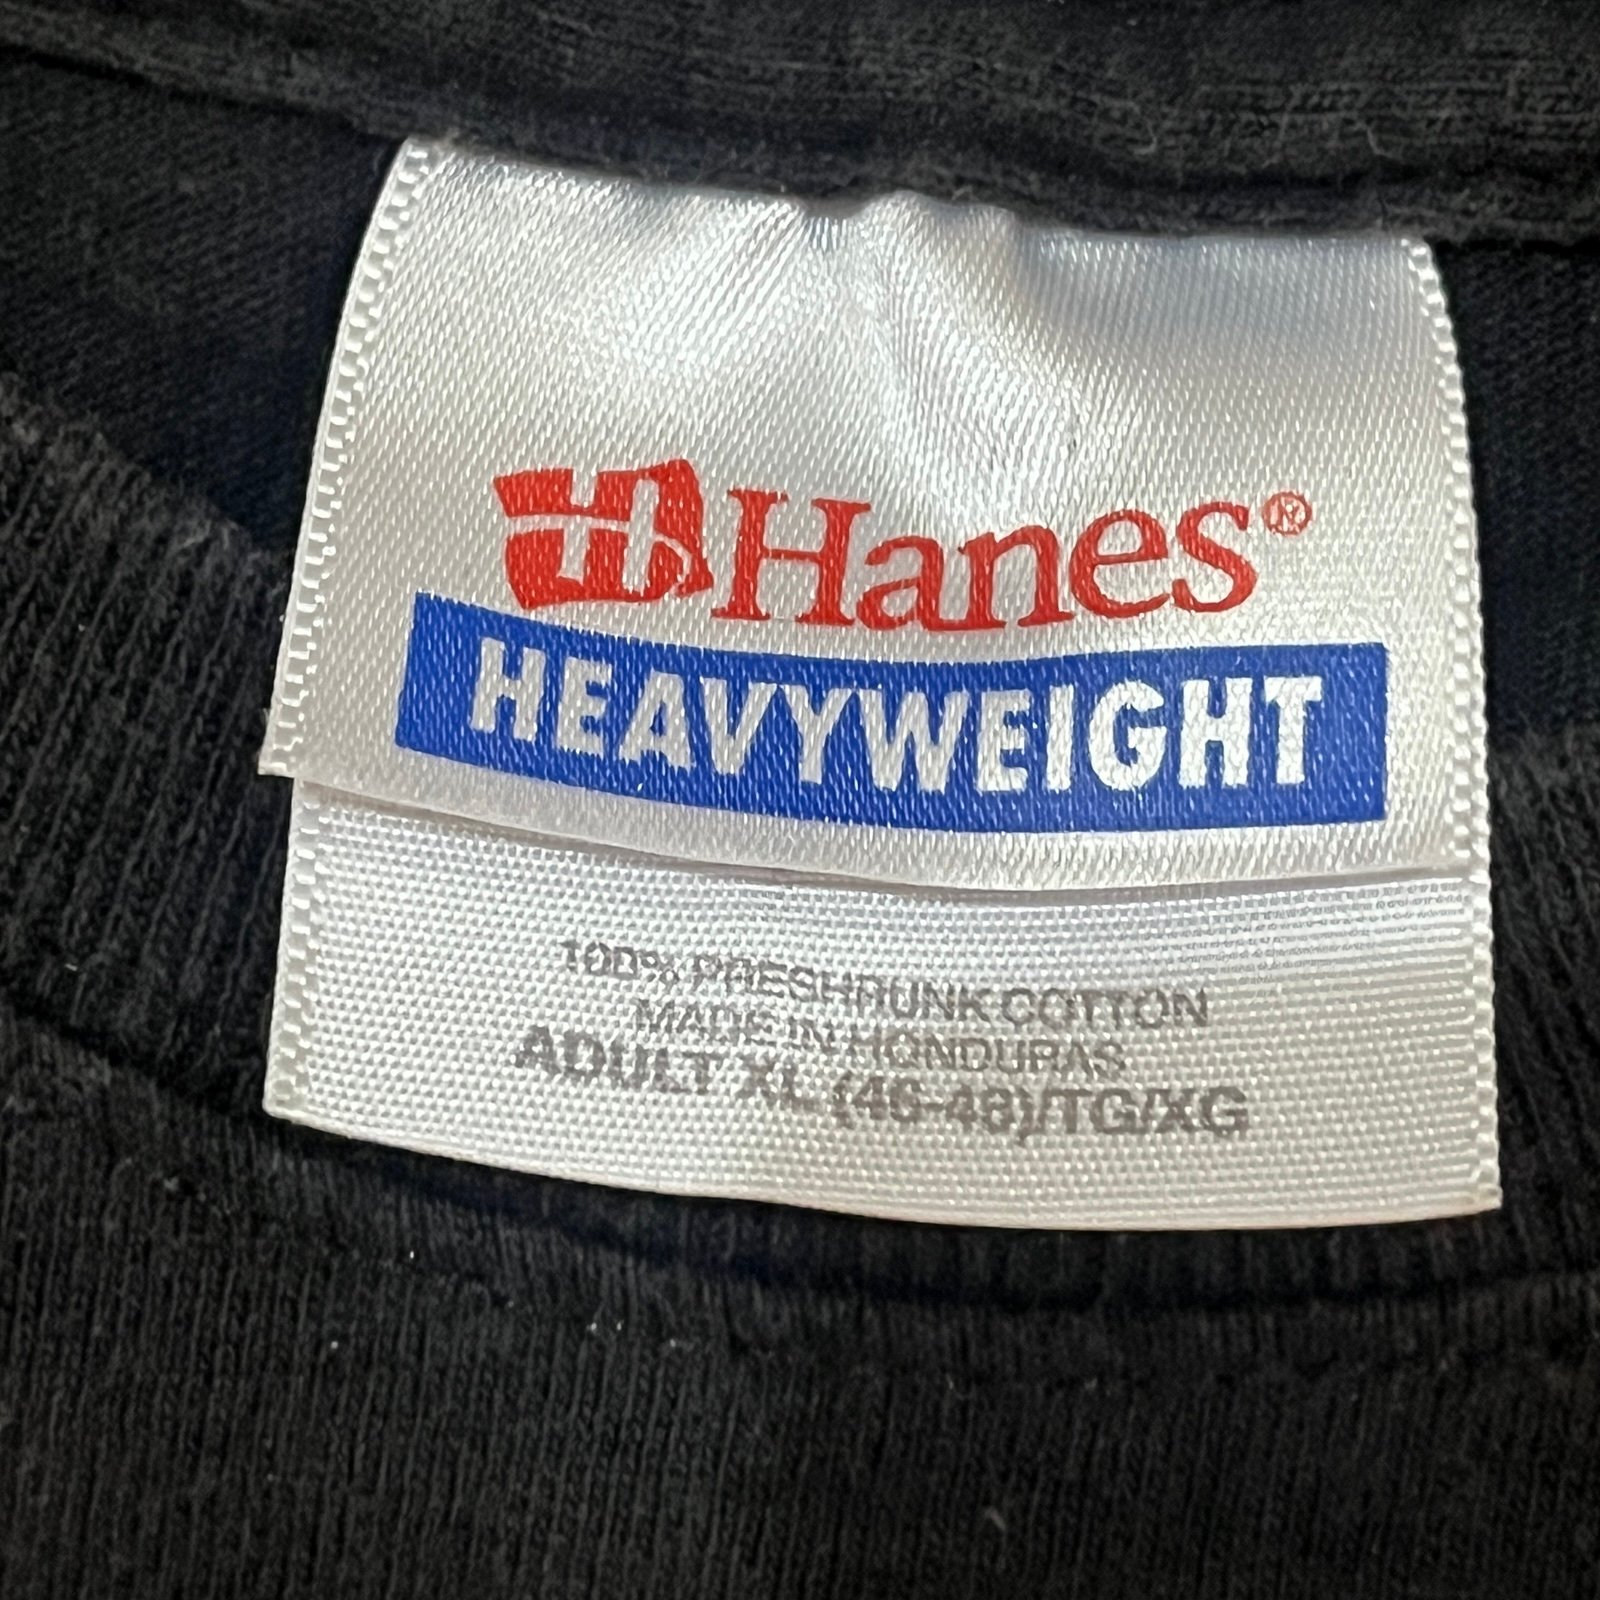 Hanes®
HEAVYWEIGHT
100% PRESHRUNK COTTON
MADE IN HONDURAS
ADULT XL (46-48)/TG/XG